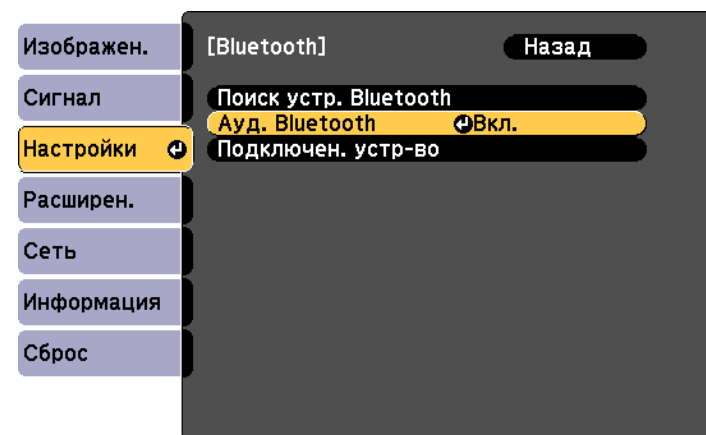 Изображен.
Сигнал
Настройки
Расширен.
Сеть
Информация
Сброс
[Bluetooth] Назад
Поиск устр. Bluetooth
Ауд. Bluetooth Вкл.
Подключен. устр-во